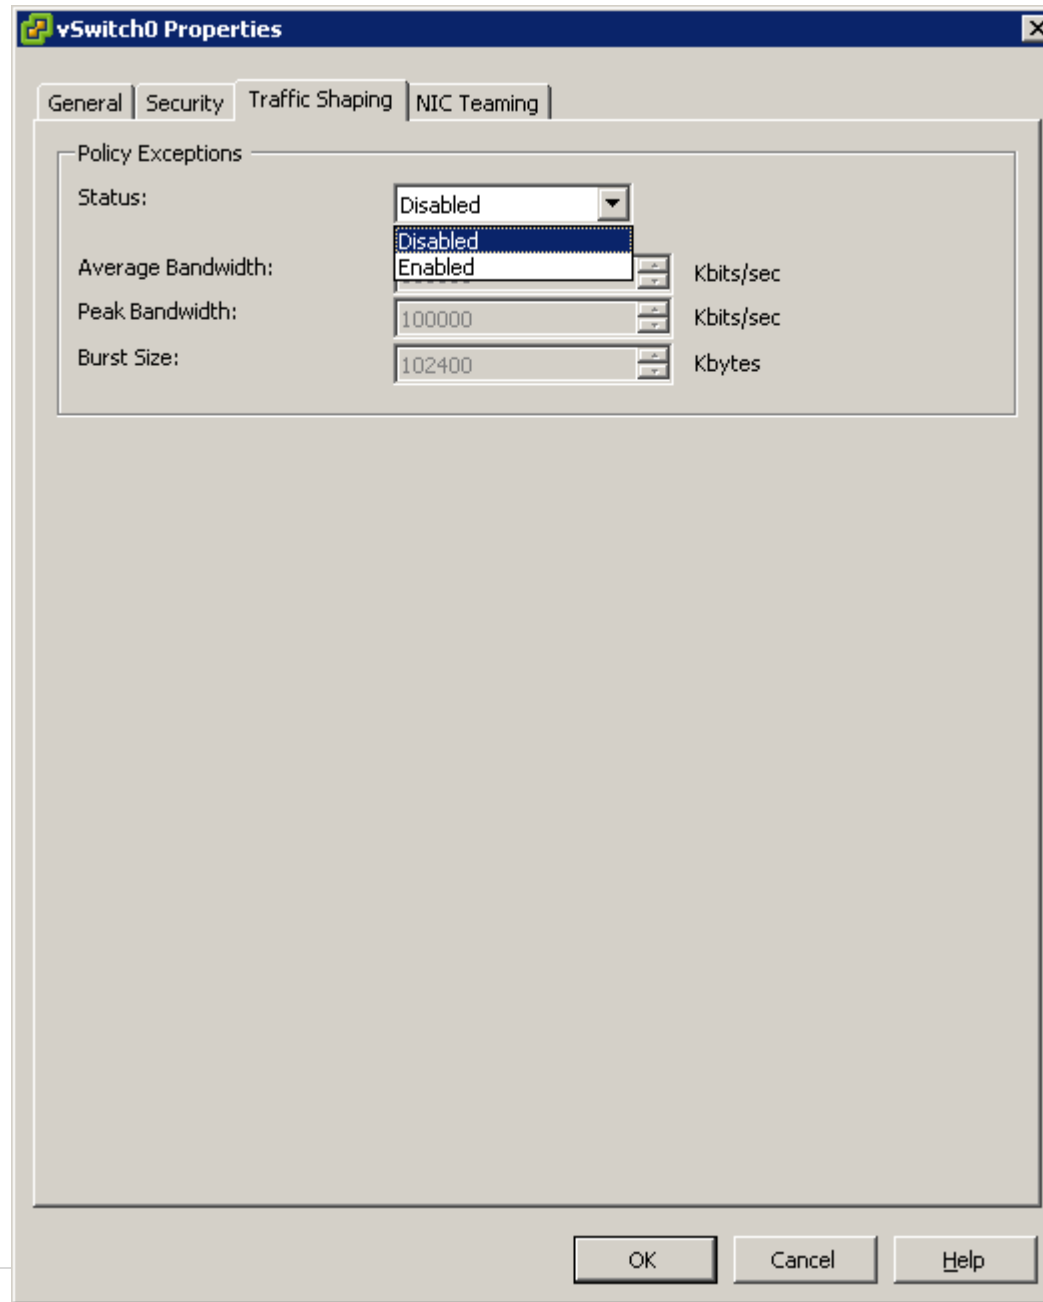 vSwitch0 Properties
General Security Traffic Shaping NIC Teaming
Policy Exceptions
Status: Disabled
Disabled
Average Bandwidth: Enabled Kbits/sec
Peak Bandwidth: 100000 Kbits/sec
Burst Size: 102400 Kbytes
OK Cancel Help